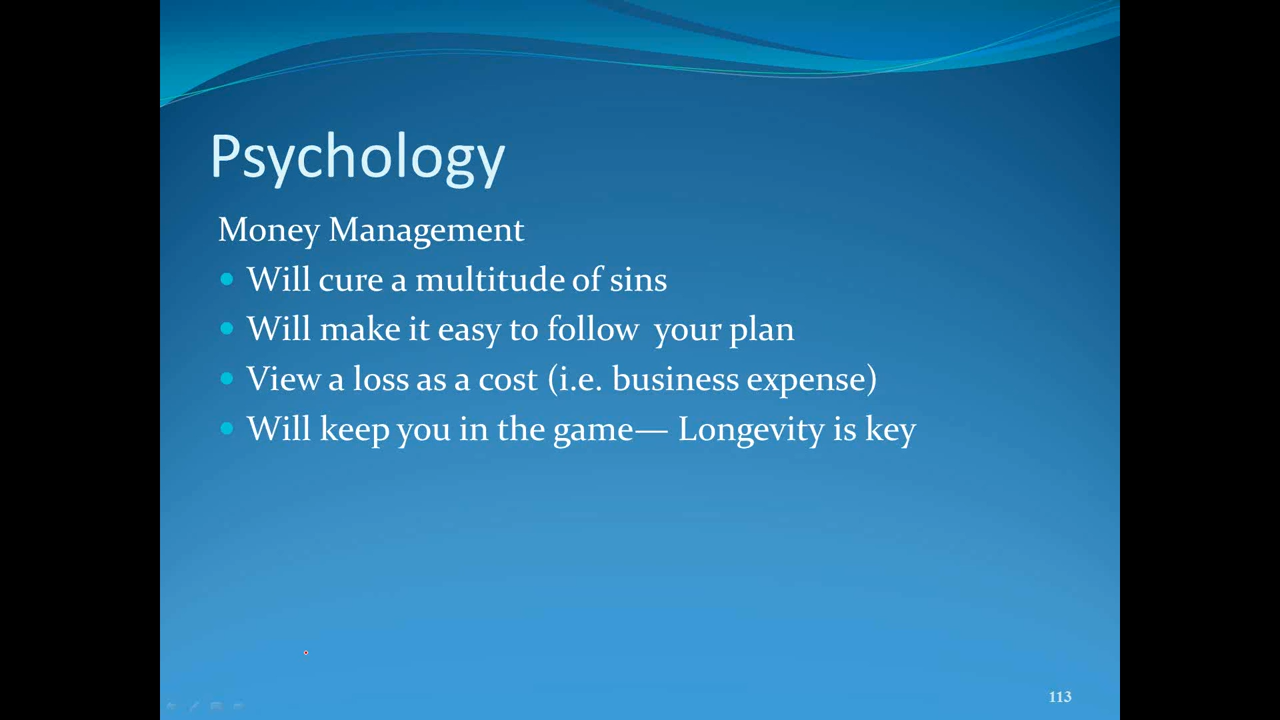 Psychology
Money Management
Will cure a multitude of sins
Will make it easy to follow  your plan
View a loss as a cost (i.e. business expense)
Will keep you in the game— Longevity is key
113